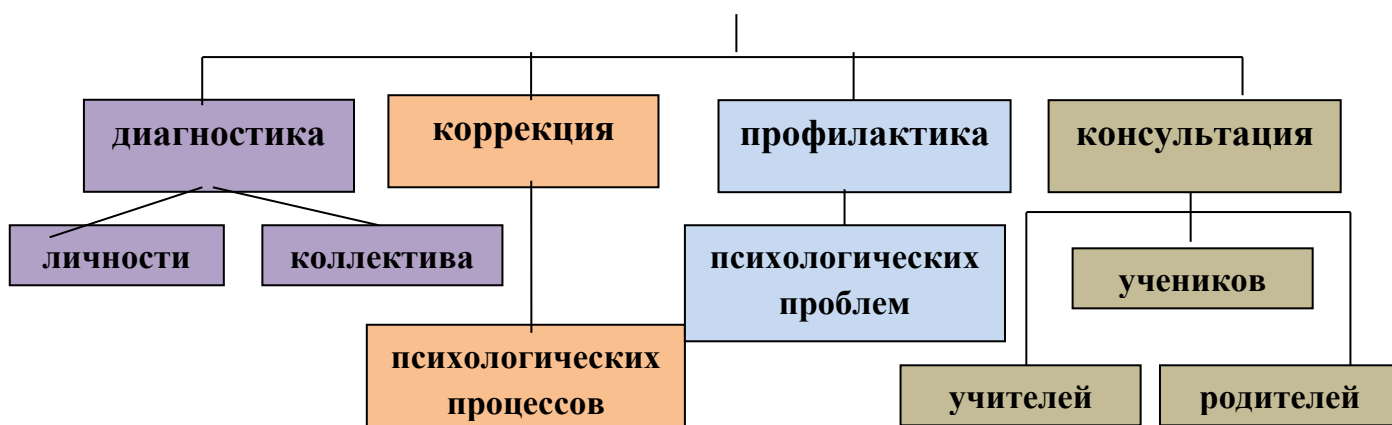 диагностика
коррекция
профилактика
консультация
личности
коллектива
психологических
проблем
учеников
психологических
процессов
учителей
родителей